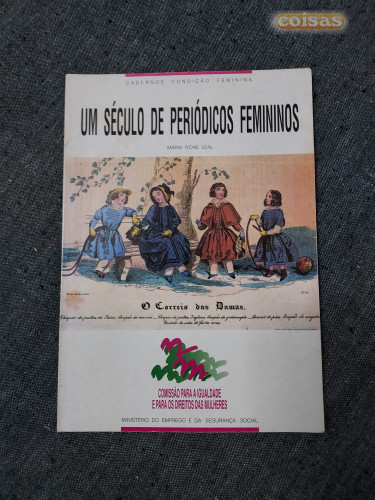 coisas
CADERNOS CONDIÇÃO FEMININA
UM SÉCULO DE PERIÓDICOS FEMININOS
MARIA IVONE LEAL
O Correio das Damas.
COMISSÃO PARA A IGUALDADE
E PARA OS DIREITOS DAS MULHERES
MINISTÉRIO DO EMPREGO E DA SEGURANÇA SOCIAL